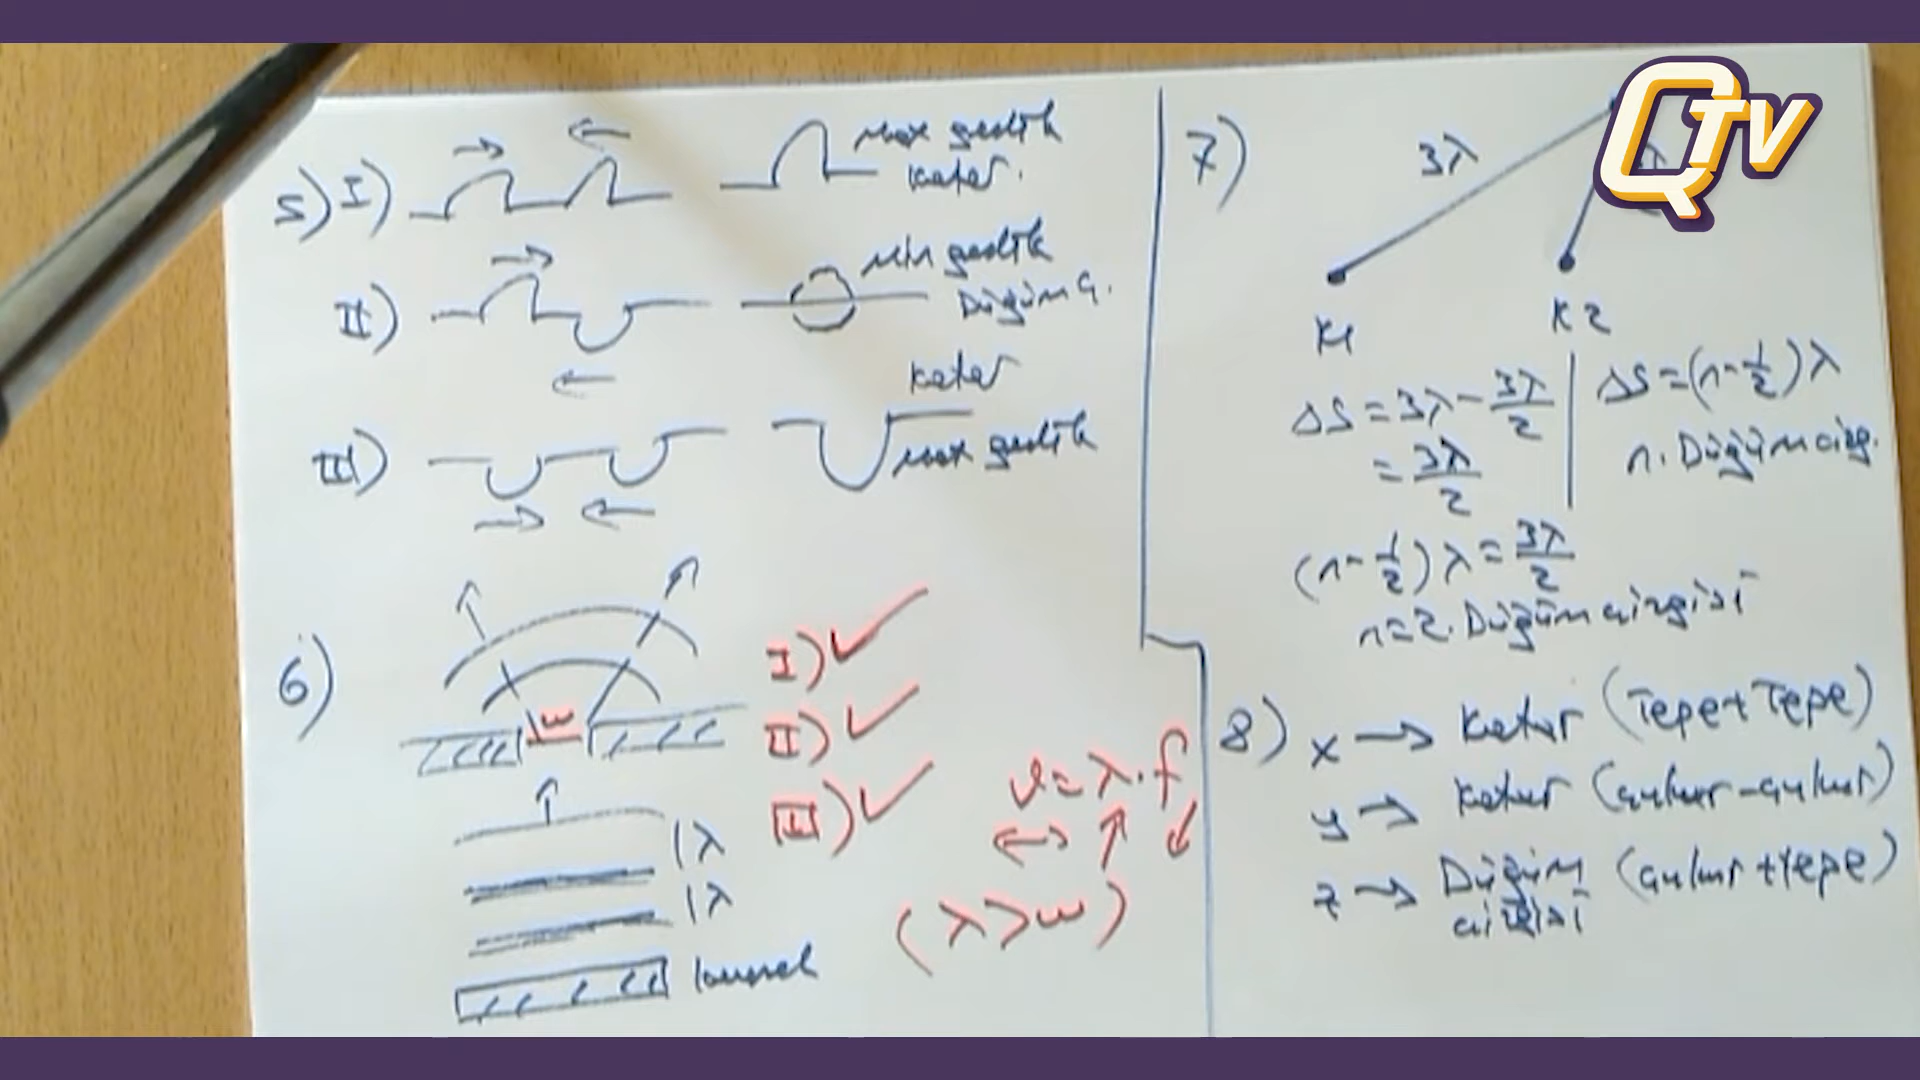 5) I)
max genlik
katar.
II)
min genlik
Düğüm ç.
III)
katar
max genlik
6)
w
I) ✓
II) ✓
III) ✓
λ
λ
kaynak
v = λ . f
(λ > w)
7)
3λ
K1
K2
ΔS = 3λ - 3λ/2
= 3λ/2
ΔS = (n - 1/2) λ
n. Düğüm çizg.
(n - 1/2) λ = 3λ/2
n = 2. Düğüm çizgisi
8) x → katar (Tepe + Tepe)
y → katar (çukur - çukur)
z → Düğüm (çukur + tepe)
çizgisi
QTV